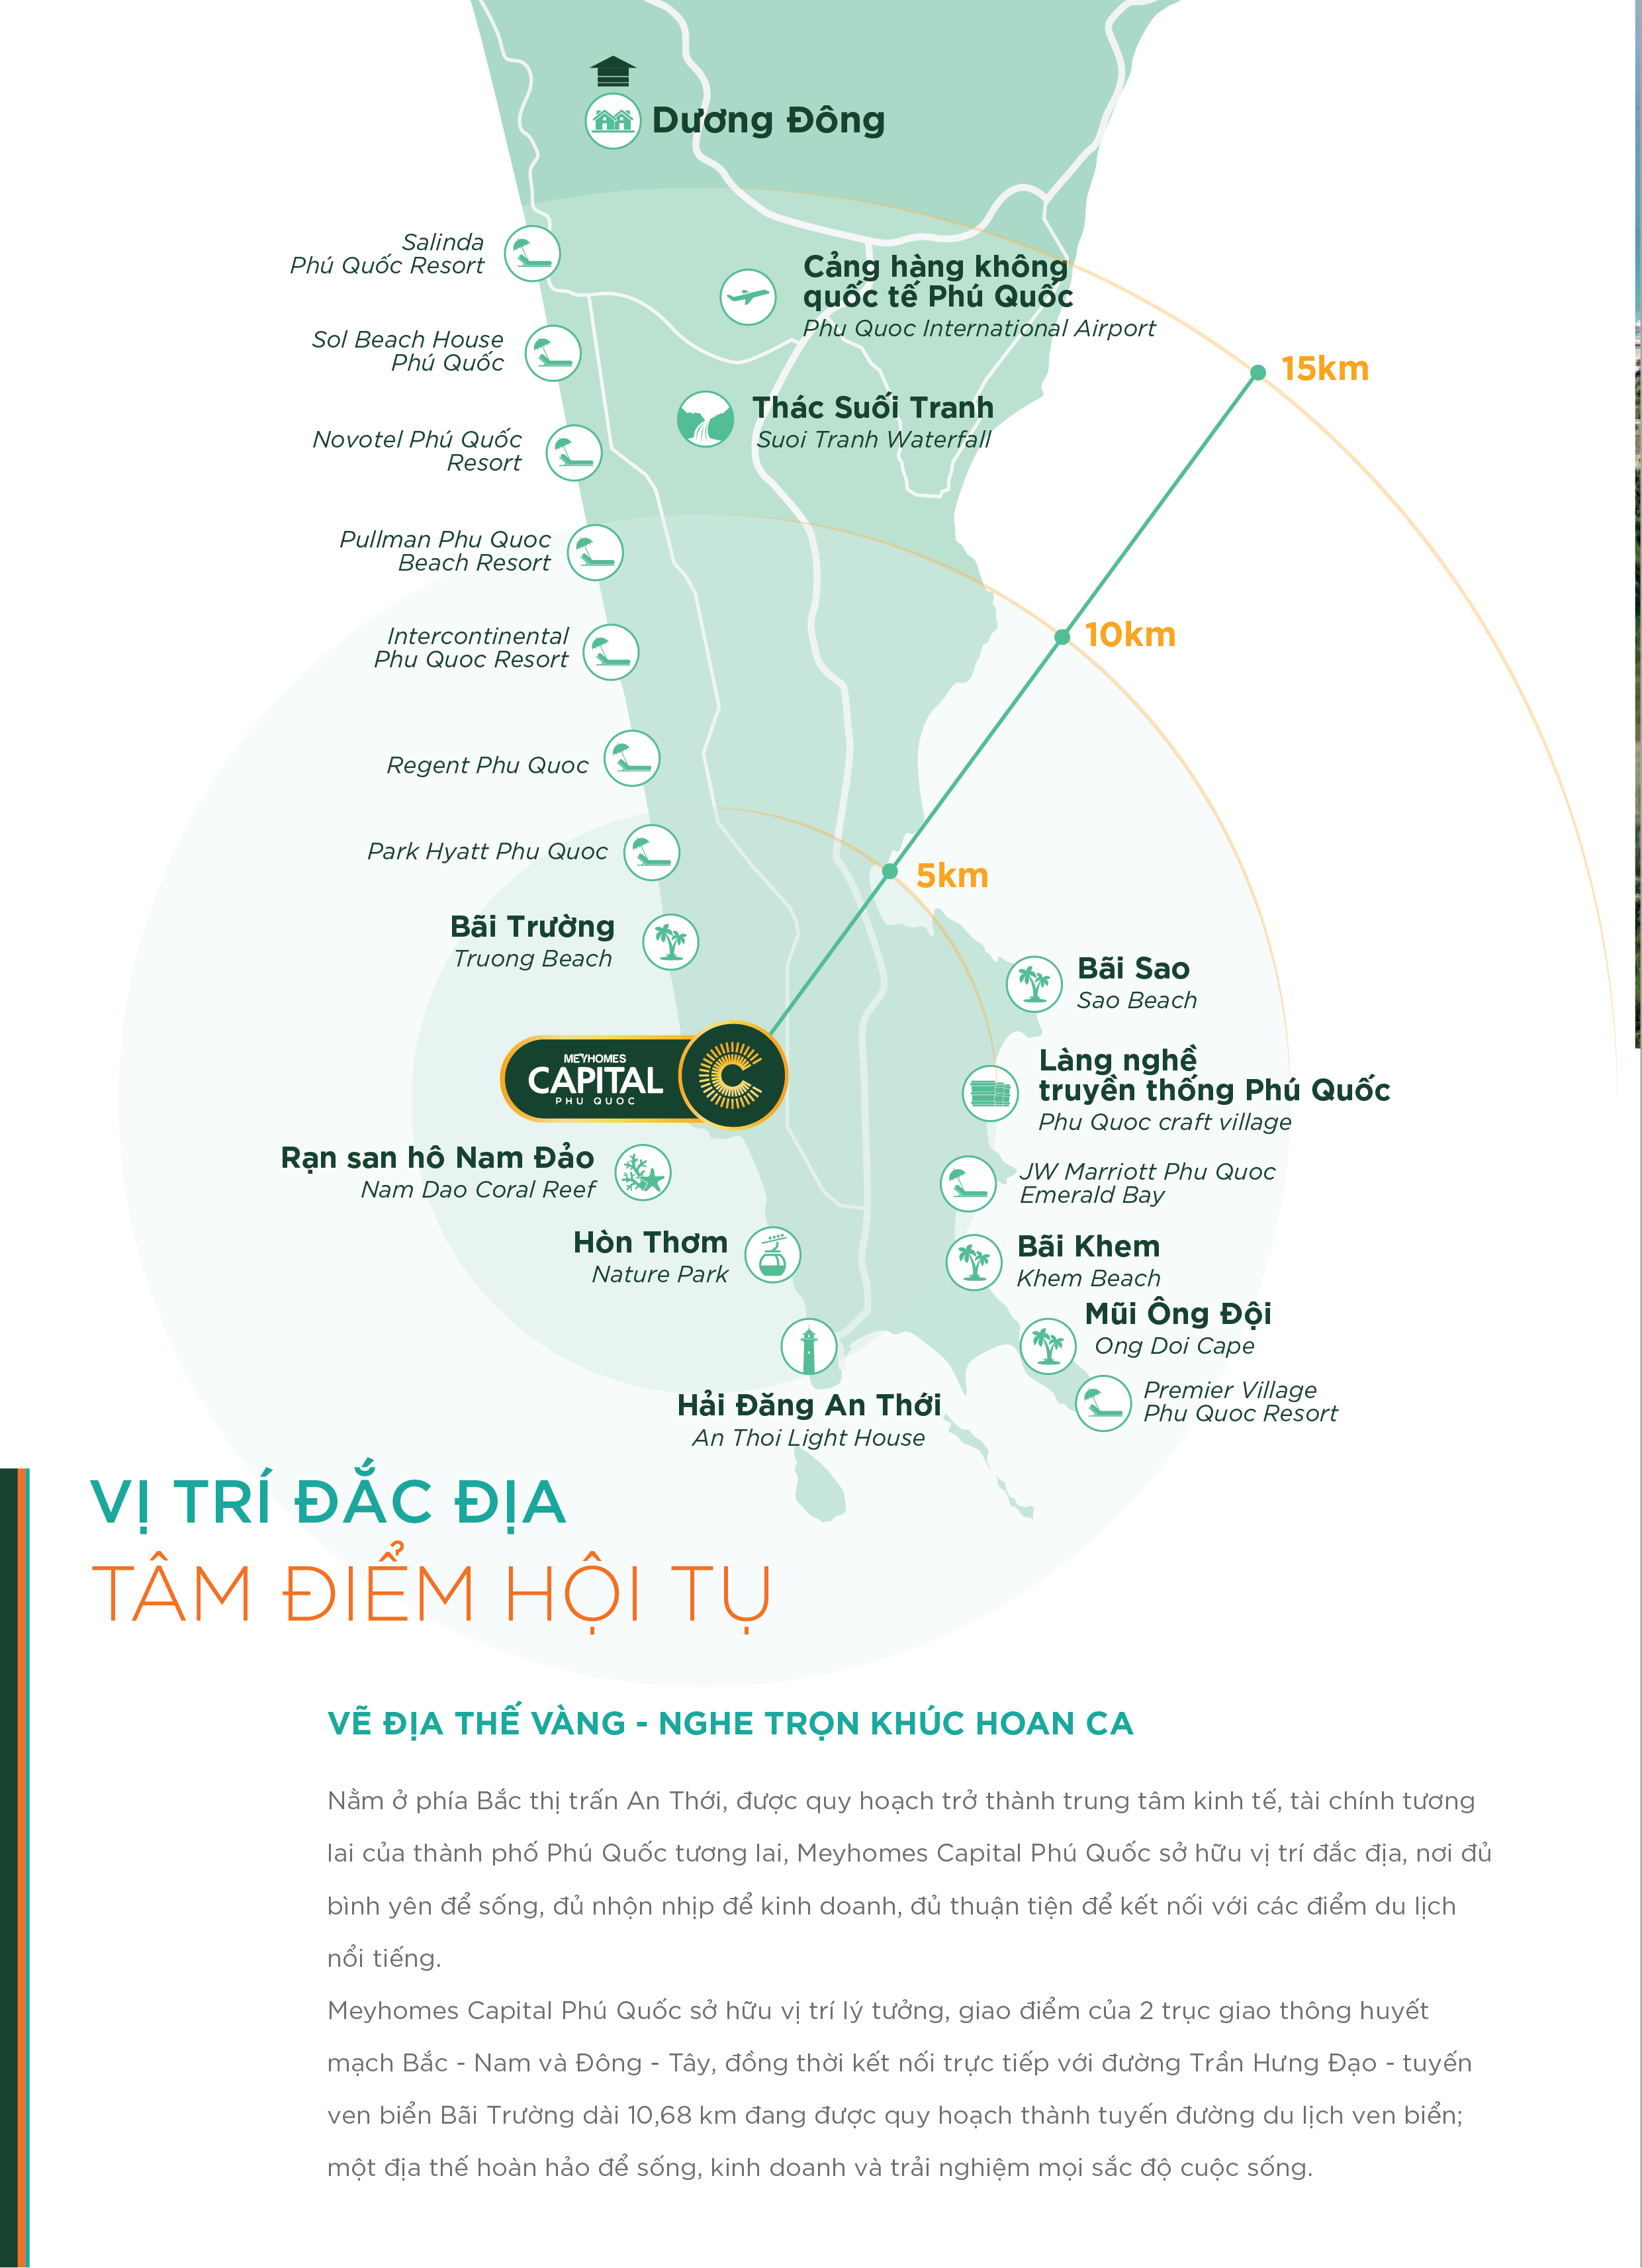 Dương Đông
Salinda
Phú Quốc Resort
Cảng hàng không
quốc tế Phú Quốc
Phu Quoc International Airport
Sol Beach House
Phú Quốc
15km
Thác Suối Tranh
Suoi Tranh Waterfall
Novotel Phú Quốc
Resort
Pullman Phu Quoc
Beach Resort
10km
Intercontinental
Phu Quoc Resort
Regent Phu Quoc
Park Hyatt Phu Quoc
5km
Bãi Trường
Truong Beach
Bãi Sao
Sao Beach
MEYHOMES
CAPITAL
PHU QUOC
Làng nghề
truyền thống Phú Quốc
Phu Quoc craft village
Rạn san hô Nam Đảo
Nam Dao Coral Reef
JW Marriott Phu Quoc
Emerald Bay
Hòn Thơm
Nature Park
Bãi Khem
Khem Beach
Mũi Ông Đội
Ong Doi Cape
Premier Village
Phu Quoc Resort
Hải Đăng An Thới
An Thoi Light House
VỊ TRÍ ĐẮC ĐỊA
TÂM ĐIỂM HỘI TỤ
VẼ ĐỊA THẾ VÀNG - NGHE TRỌN KHÚC HOAN CA
Nằm ở phía Bắc thị trấn An Thới, được quy hoạch trở thành trung tâm kinh tế, tài chính tương
lai của thành phố Phú Quốc tương lai, Meyhomes Capital Phú Quốc sở hữu vị trí đắc địa, nơi đủ
bình yên để sống, đủ nhộn nhịp để kinh doanh, đủ thuận tiện để kết nối với các điểm du lịch
nổi tiếng.
Meyhomes Capital Phú Quốc sở hữu vị trí lý tưởng, giao điểm của 2 trục giao thông huyết
mạch Bắc - Nam và Đông - Tây, đồng thời kết nối trực tiếp với đường Trần Hưng Đạo - tuyến
ven biển Bãi Trường dài 10,68 km đang được quy hoạch thành tuyến đường du lịch ven biển;
một địa thế hoàn hảo để sống, kinh doanh và trải nghiệm mọi sắc độ cuộc sống.